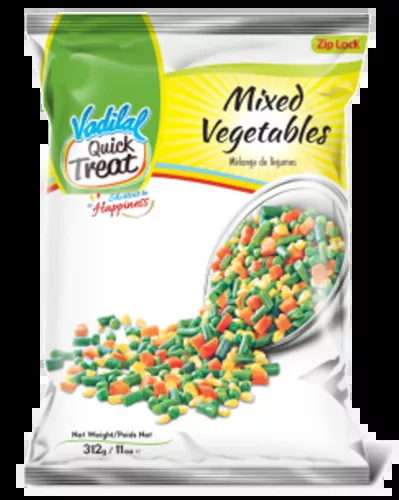 Zip Lock
Mixed
Vegetables
Mélange de légumes
Vadilal
Quick
Treat
Shortcut to
Happiness
Net Weight/Poids Net
312g / 11oz e